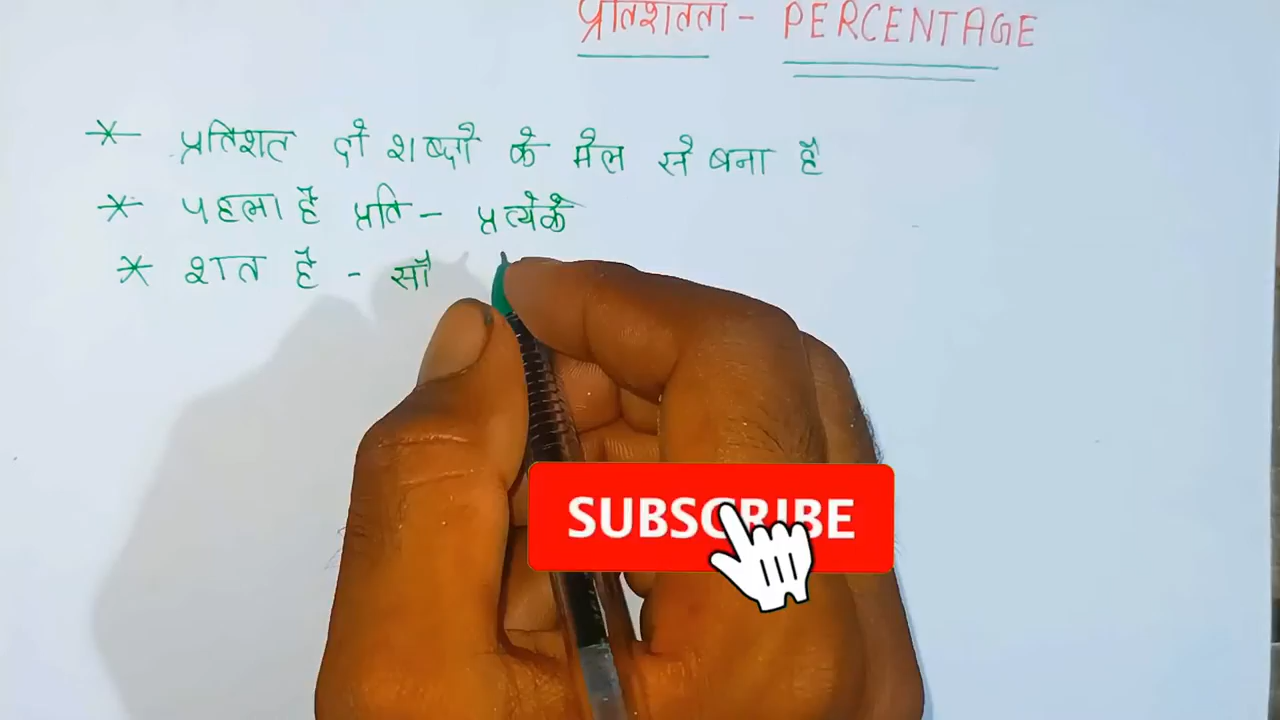 प्रतिशतता - PERCENTAGE
* प्रतिशत दो शब्दों के मेल से बना है
* पहला है प्रति - प्रत्येके
* शत है - सौ
SUBSCRIBE